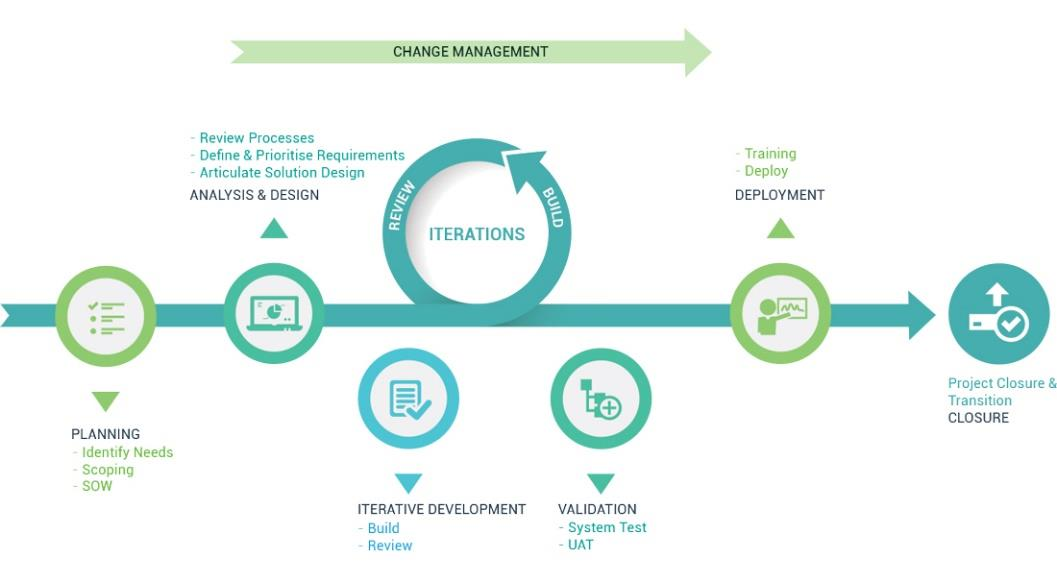 CHANGE MANAGEMENT
- Review Processes
- Define & Prioritise Requirements
- Articulate Solution Design
ANALYSIS & DESIGN
REVIEW
BUILD
ITERATIONS
- Training
- Deploy
DEPLOYMENT
PLANNING
- Identify Needs
- Scoping
- SOW
ITERATIVE DEVELOPMENT
- Build
- Review
VALIDATION
- System Test
- UAT
Project Closure &
Transition
CLOSURE